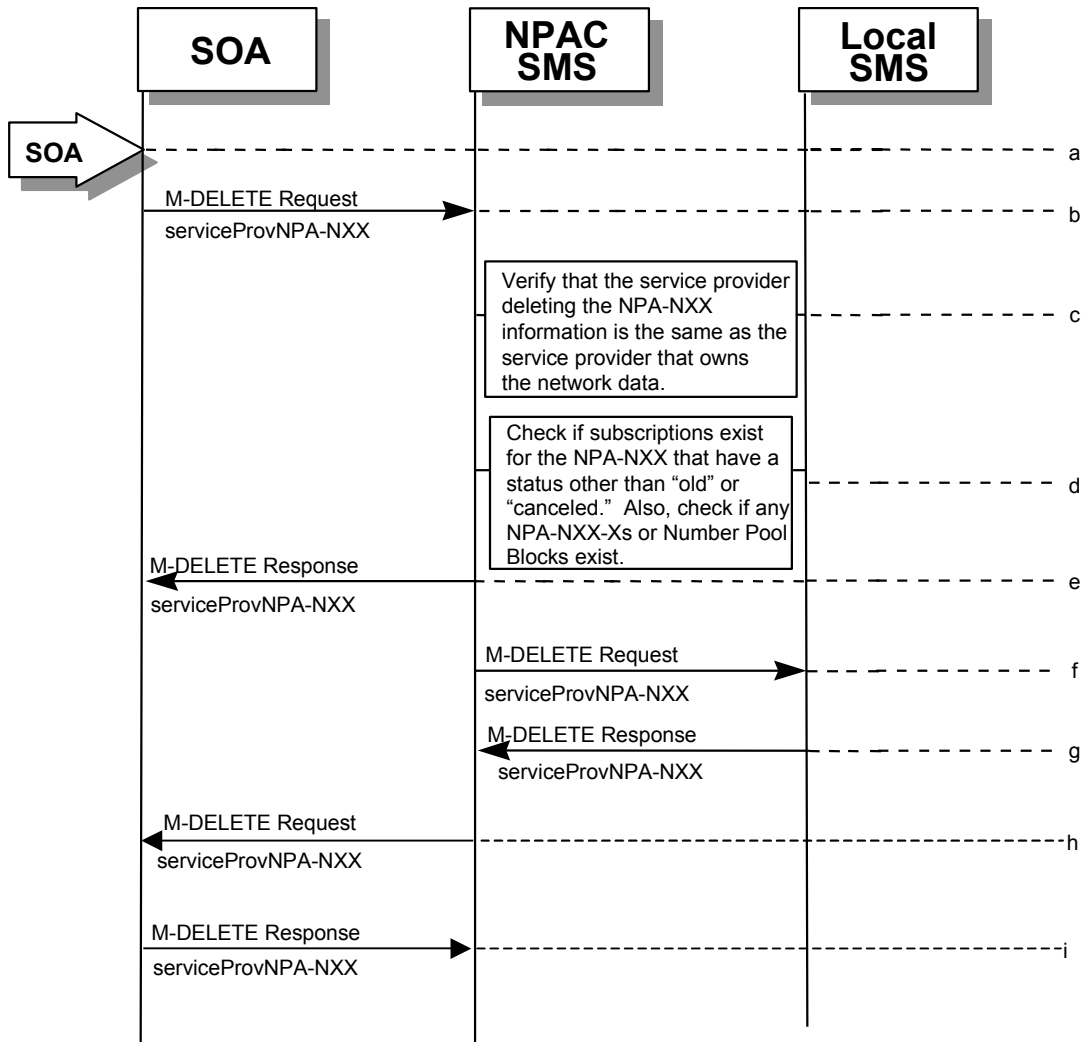 SOA
NPAC
SMS
Local
SMS
SOA
a
M-DELETE Request
b
serviceProvNPA-NXX
Verify that the service provider
deleting the NPA-NXX
information is the same as the
service provider that owns
the network data.
c
Check if subscriptions exist
for the NPA-NXX that have a
status other than “old” or
“canceled.” Also, check if any
NPA-NXX-Xs or Number Pool
Blocks exist.
d
M-DELETE Response
e
serviceProvNPA-NXX
M-DELETE Request
f
serviceProvNPA-NXX
M-DELETE Response
g
serviceProvNPA-NXX
M-DELETE Request
h
serviceProvNPA-NXX
M-DELETE Response
i
serviceProvNPA-NXX